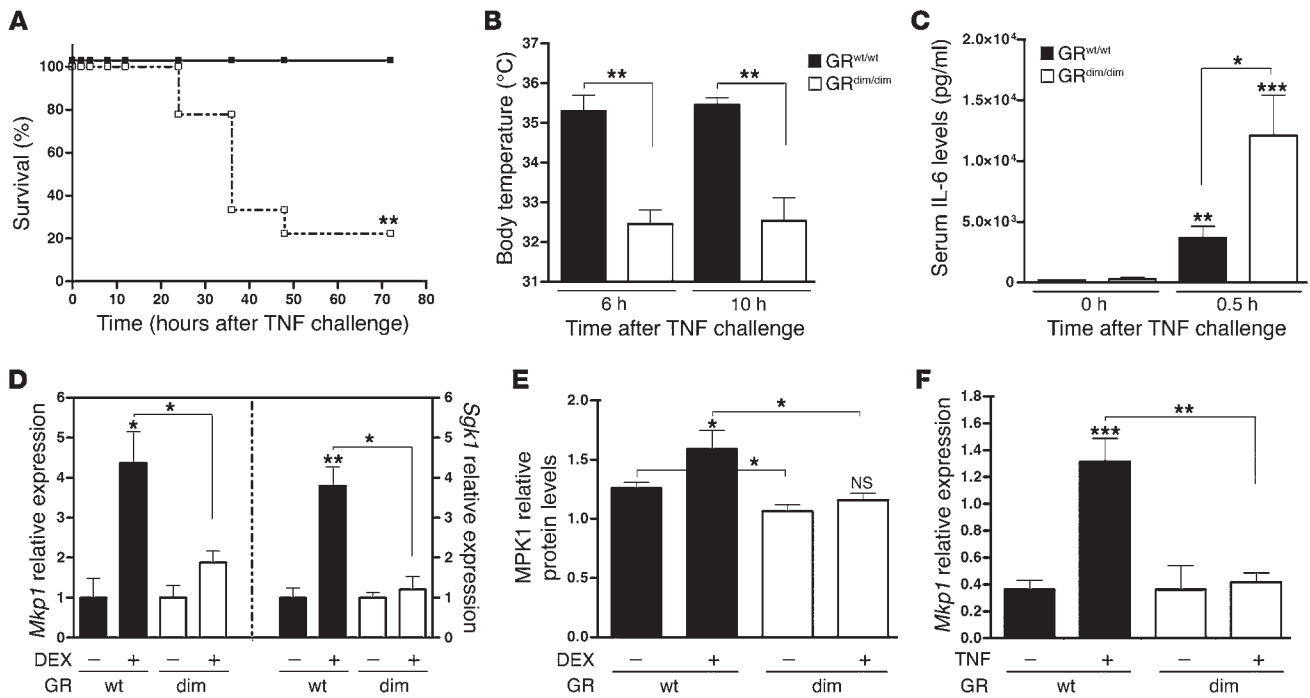 A
Survival (%)
100
80
60
40
20
0
**
0 10 20 30 40 50 60 70 80
Time (hours after TNF challenge)
B
Body temperature (°C)
37
36
35
34
33
32
31
** **
GRwt/wt
GRdim/dim
6 h 10 h
Time after TNF challenge
C
Serum IL-6 levels (pg/ml)
2.0×10⁴
1.5×10⁴
1.0×10⁴
5.0×10³
0
GRwt/wt
GRdim/dim
*
***
**
0 h 0.5 h
Time after TNF challenge
D
Mkp1 relative expression
6
5
4
3
2
1
0
*
*
*
**
6
5
4
3
2
1
0
Sgk1 relative expression
DEX – + – + – + – +
GR wt dim wt dim
E
MPK1 relative
protein levels
2.0
1.5
1.0
0.5
0.0
*
*
*
NS
DEX – + – +
GR wt dim
F
Mkp1 relative expression
1.8
1.6
1.4
1.2
1.0
0.8
0.6
0.4
0.2
0.0
**
***
TNF – + – +
GR wt dim